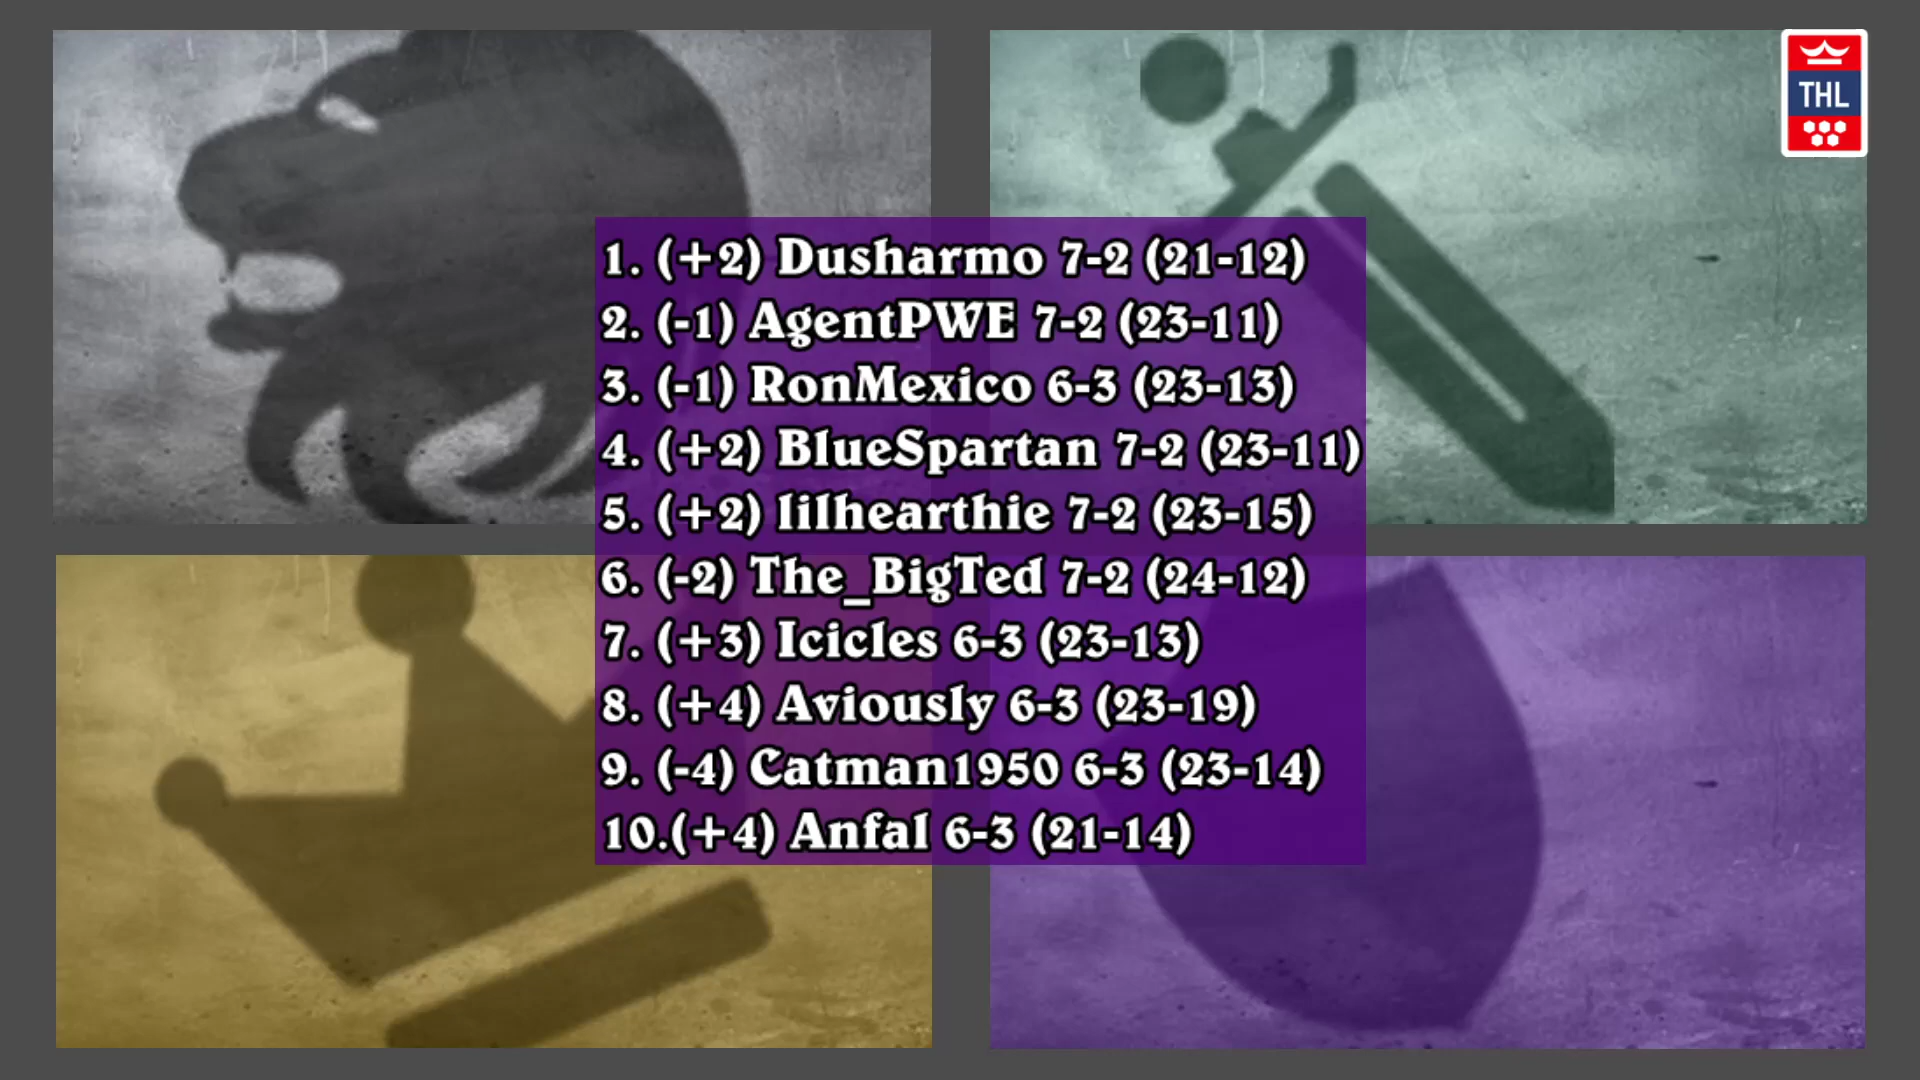 THL
1. (+2) Dusharmo 7-2 (21-12)
2. (-1) AgentPWE 7-2 (23-11)
3. (-1) RonMexico 6-3 (23-13)
4. (+2) BlueSpartan 7-2 (23-11)
5. (+2) lilhearthie 7-2 (23-15)
6. (-2) The_BigTed 7-2 (24-12)
7. (+3) Icicles 6-3 (23-13)
8. (+4) Aviously 6-3 (23-19)
9. (-4) Catman1950 6-3 (23-14)
10.(+4) Anfal 6-3 (21-14)